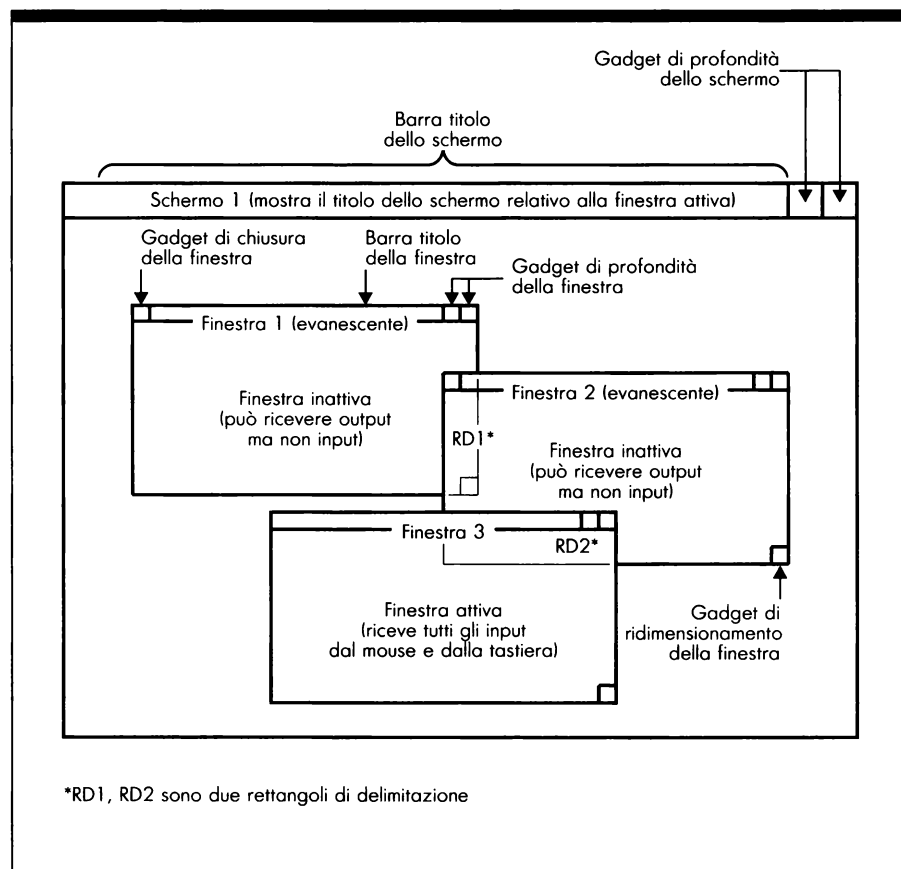 Gadget di profondità
dello schermo
Barra titolo
dello schermo
Schermo 1 (mostra il titolo dello schermo relativo alla finestra attiva)
Gadget di chiusura
della finestra
Barra titolo
della finestra
Gadget di profondità
della finestra
Finestra 1 (evanescente)
Finestra inattiva
(può ricevere output
ma non input)
RD1*
Finestra 2 (evanescente)
Finestra inattiva
(può ricevere output
ma non input)
Finestra 3
RD2*
Finestra attiva
(riceve tutti gli input
dal mouse e dalla tastiera)
Gadget di
ridimensionamento
della finestra
*RD1, RD2 sono due rettangoli di delimitazione